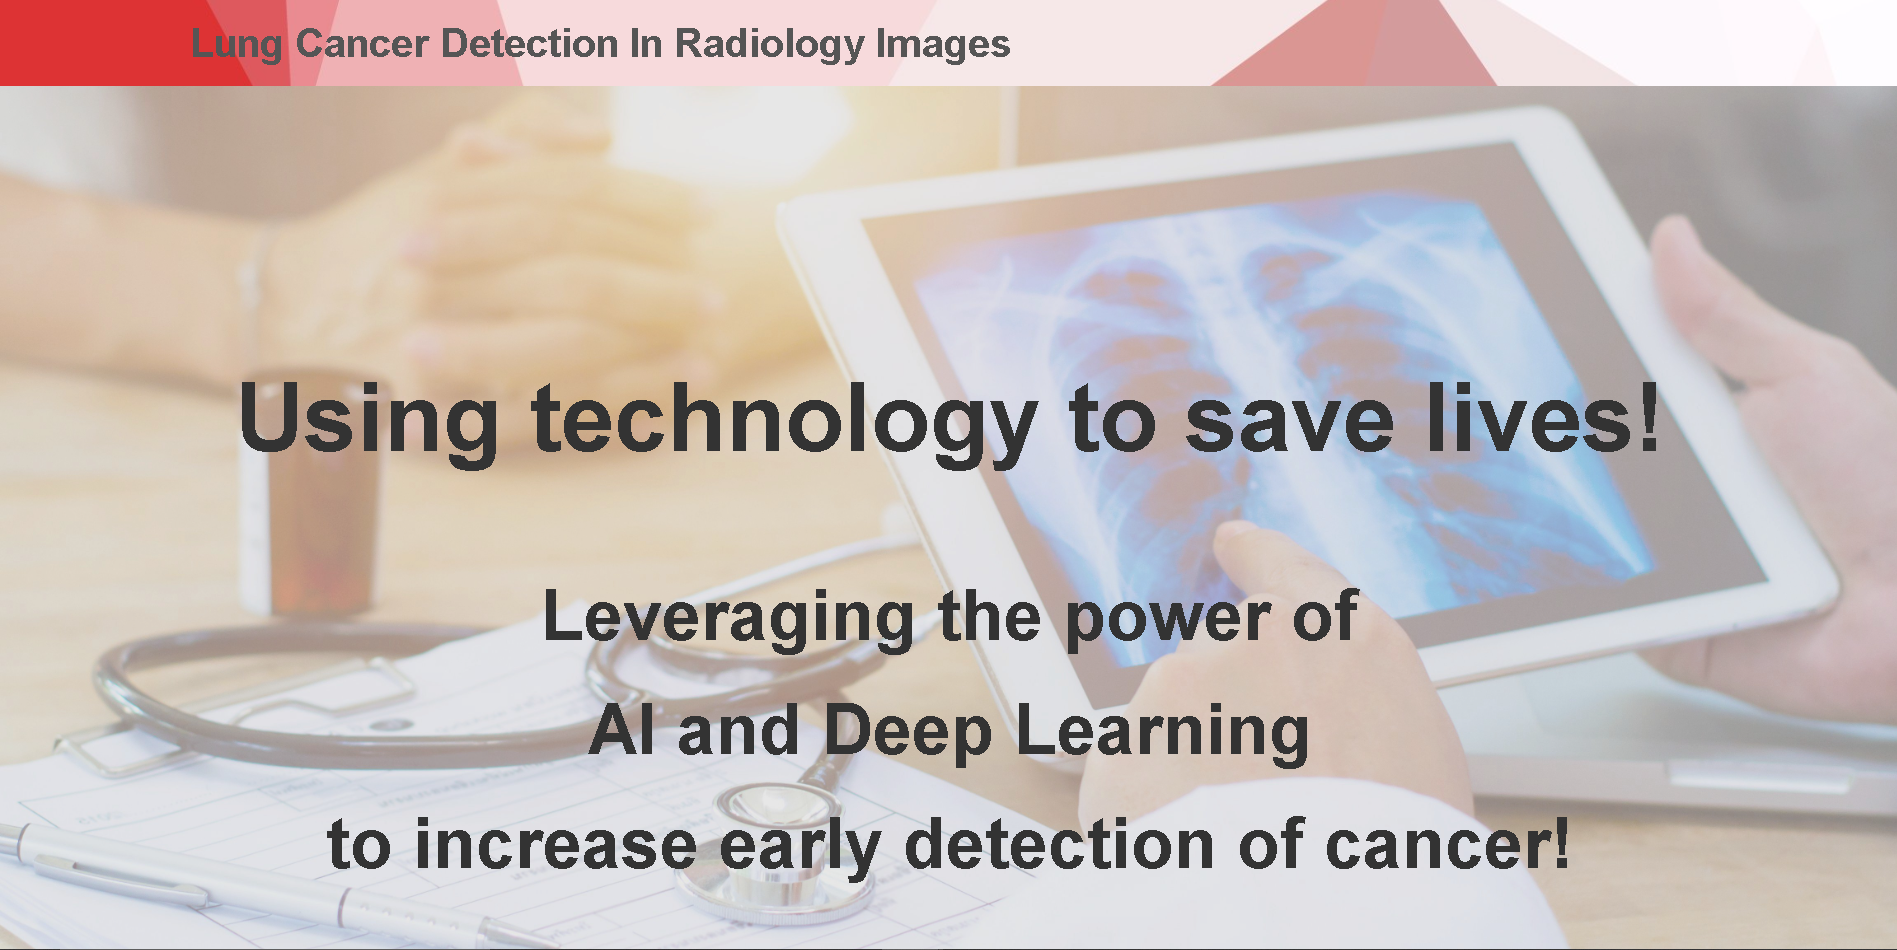 Lung Cancer Detection In Radiology Images
Using technology to save lives!
Leveraging the power of
AI and Deep Learning
to increase early detection of cancer!